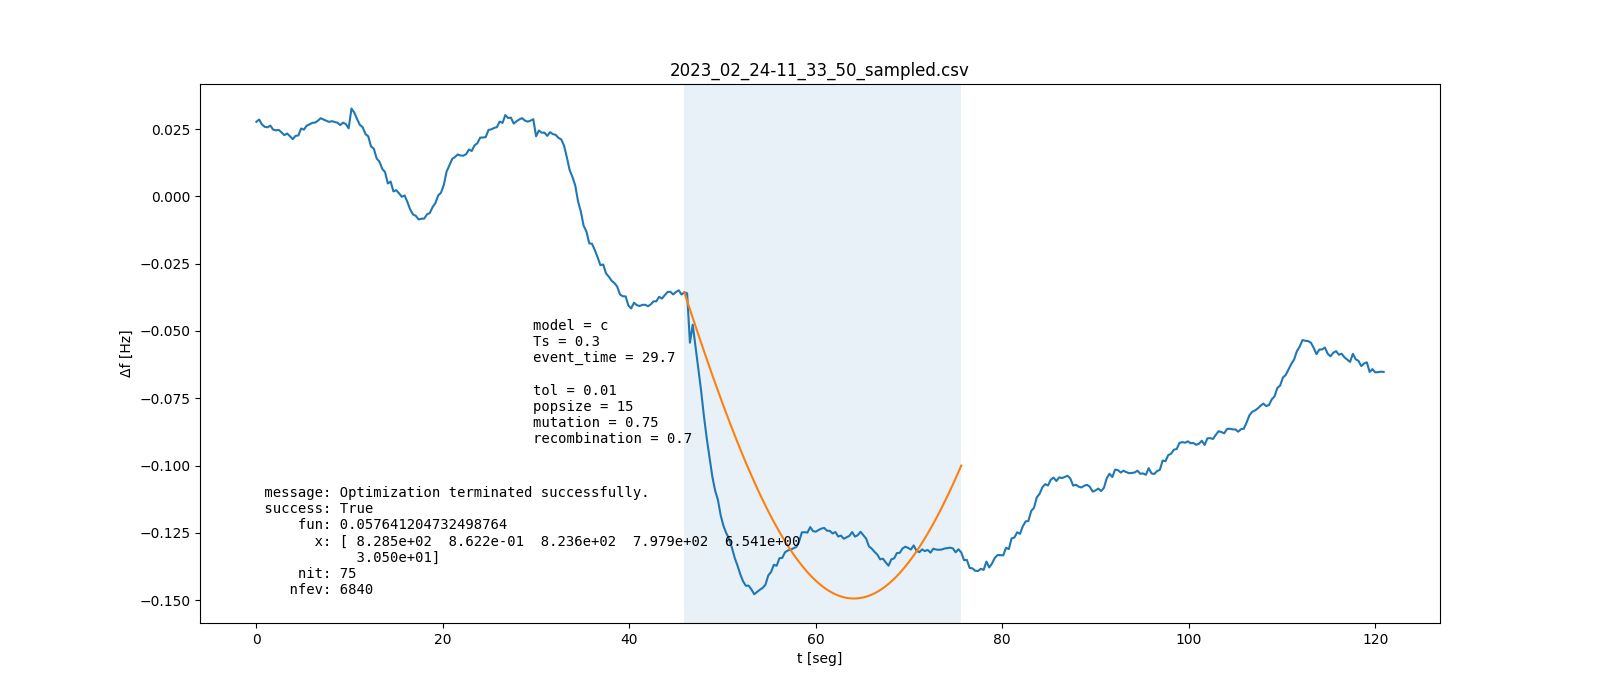 2023_02_24-11_33_50_sampled.csv
0.025
0.000
−0.025
−0.050
−0.075
−0.100
−0.125
−0.150
Δf [Hz]
model = c
Ts = 0.3
event_time = 29.7
tol = 0.01
popsize = 15
mutation = 0.75
recombination = 0.7
message: Optimization terminated successfully.
success: True
fun: 0.057641204732498764
x: [ 8.285e+02  8.622e-01  8.236e+02  7.979e+02  6.541e+00
3.050e+01]
nit: 75
nfev: 6840
0 20 40 60 80 100 120
t [seg]